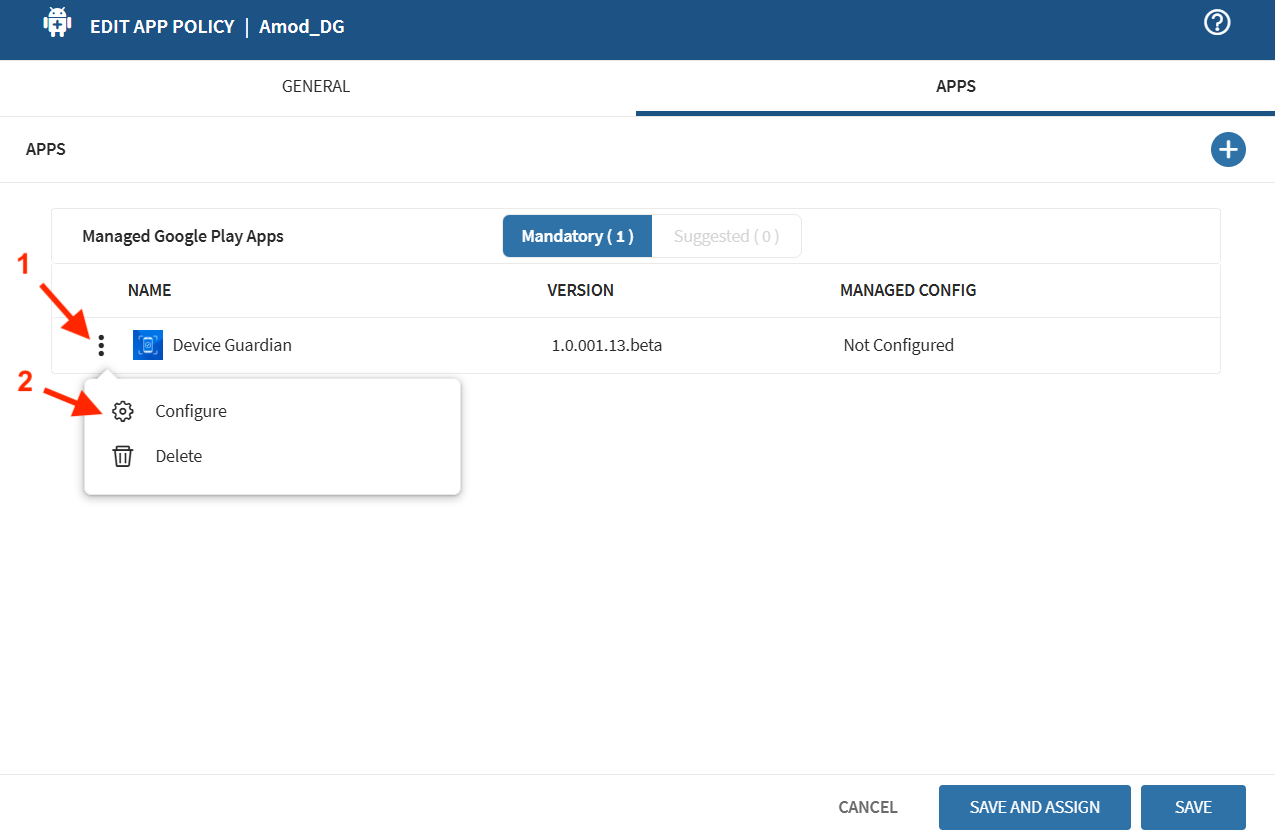 EDIT APP POLICY | Amod_DG
GENERAL APPS
APPS
Managed Google Play Apps Mandatory ( 1 ) Suggested ( 0 )
1
NAME VERSION MANAGED CONFIG
Device Guardian 1.0.001.13.beta Not Configured
2
Configure
Delete
CANCEL SAVE AND ASSIGN SAVE